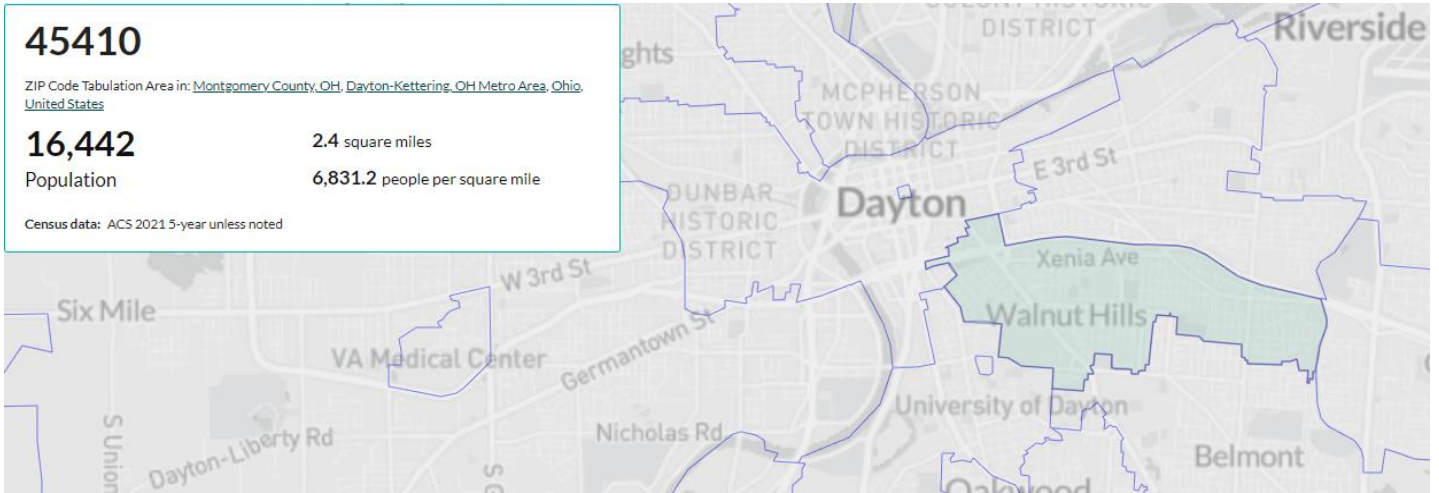 45410
ZIP Code Tabulation Area in: Montgomery County, OH, Dayton-Kettering, OH Metro Area, Ohio,
United States
16,442
Population
2.4 square miles
6,831.2 people per square mile
Census data: ACS 2021 5-year unless noted
ghts
DISTRICT
Riverside
MCPHERSON
TOWN HISTORIC
DISTRICT
E 3rd St
DUNBAR
HISTORIC
DISTRICT
Dayton
Xenia Ave
W 3rd St
Six Mile
Walnut Hills
VA Medical Center
Germantown St
University of Dayton
Nicholas Rd
Dayton-Liberty Rd
S Union
Belmont
Oakwood